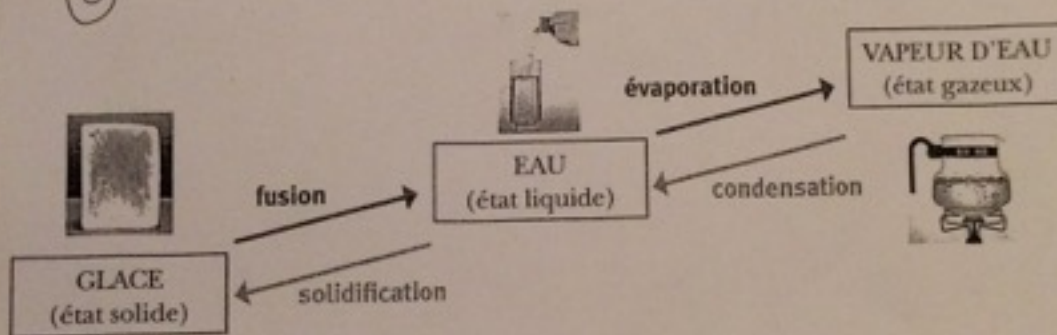 VAPEUR D'EAU
(état gazeux)
évaporation
EAU
(état liquide)
condensation
fusion
GLACE
(état solide)
solidification